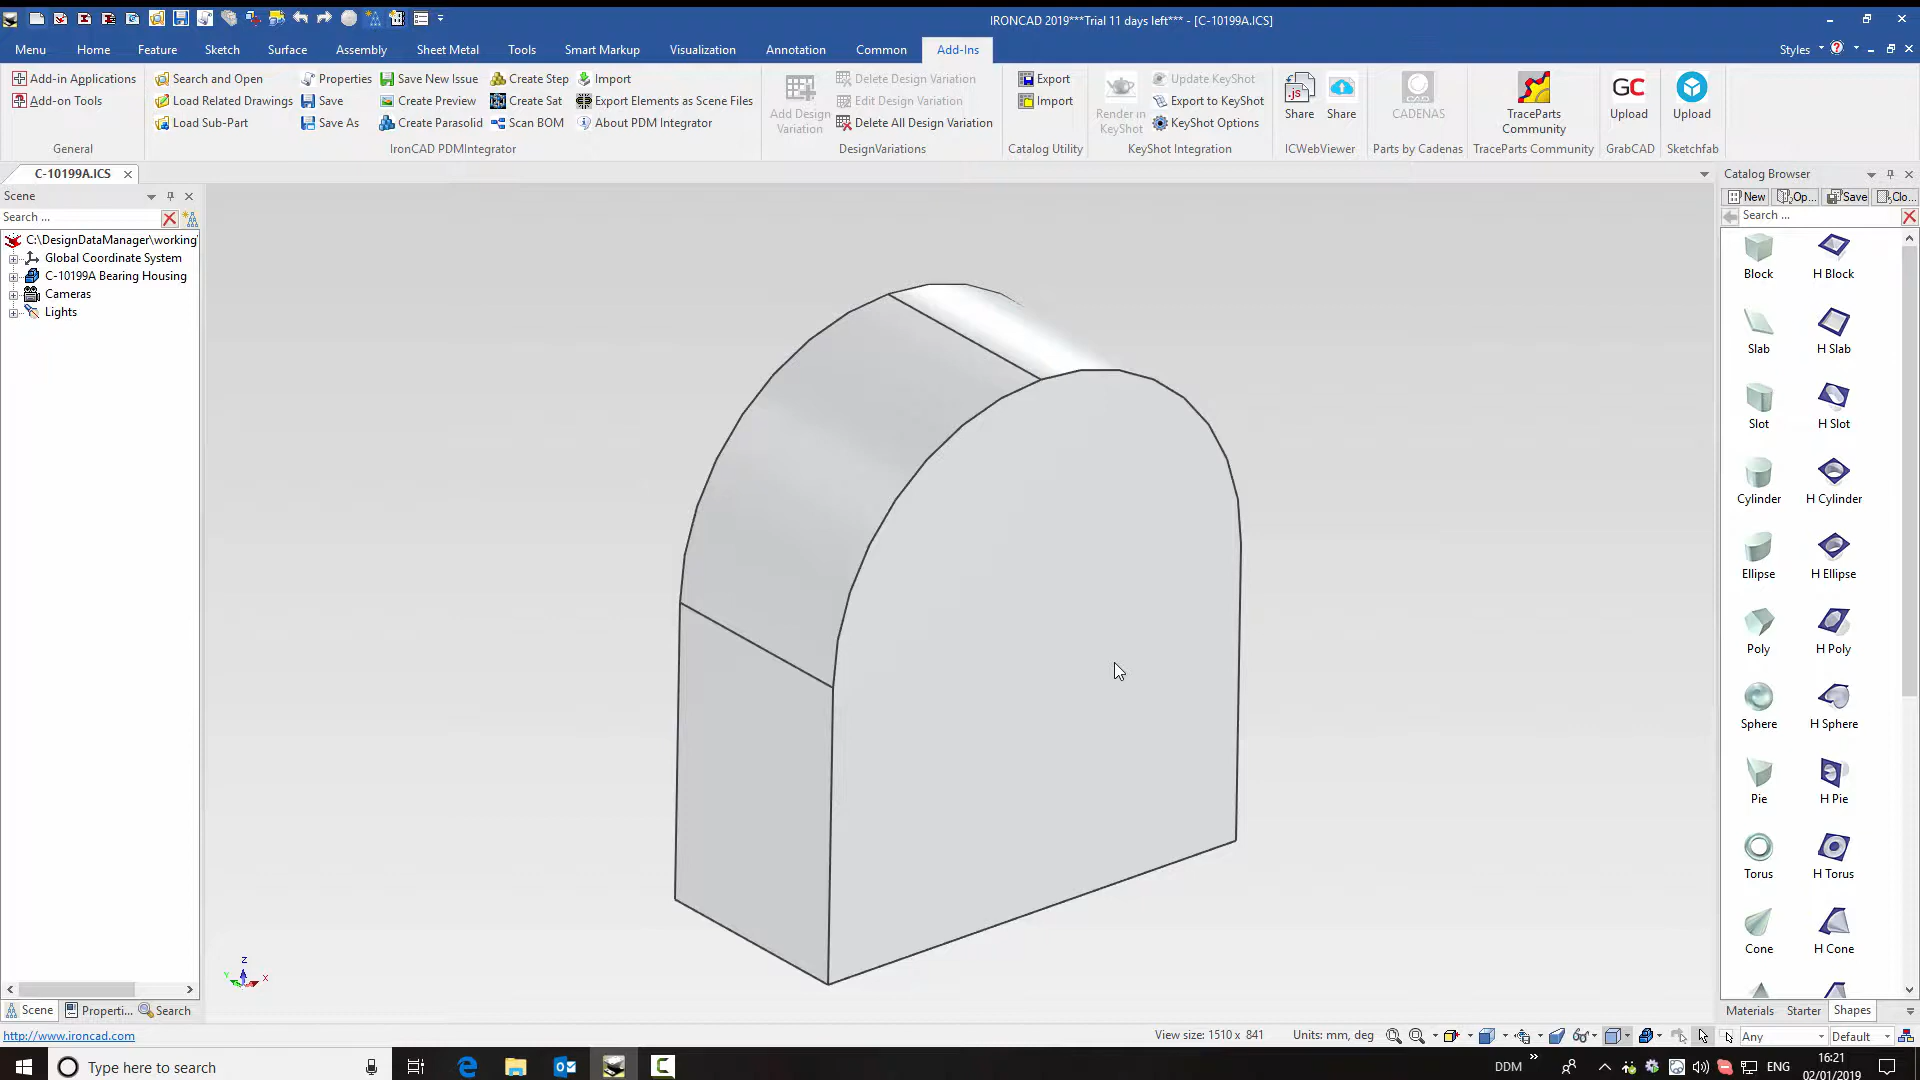 IRONCAD 2019***Trial 11 days left*** - [C-10199A.ICS]
Menu Home Feature Sketch Surface Assembly Sheet Metal Tools Smart Markup Visualization Annotation Common Add-Ins Styles
Add-in Applications Search and Open Properties Save New Issue Create Step Import Delete Design Variation Export Update KeyShot
Add-on Tools Load Related Drawings Save Create Preview Create Sat Export Elements as Scene Files Edit Design Variation Import Export to KeyShot
Load Sub-Part Save As Create Parasolid Scan BOM About PDM Integrator Delete All Design Variation KeyShot Options
Add Design Variation
Render in KeyShot
Share Share CADENAS TraceParts Community Upload Upload
General IronCAD PDMIntegrator DesignVariations Catalog Utility KeyShot Integration ICWebViewer Parts by Cadenas TraceParts Community GrabCAD Sketchfab
C-10199A.ICS
Scene
Search ...
C:\DesignDataManager\working
Global Coordinate System
C-10199A Bearing Housing
Cameras
Lights
Catalog Browser
New Op... Save Clo...
Search ...
Block H Block
Slab H Slab
Slot H Slot
Cylinder H Cylinder
Ellipse H Ellipse
Poly H Poly
Sphere H Sphere
Pie H Pie
Torus H Torus
Cone H Cone
Z
Y X
Scene Properti... Search
Materials Starter Shapes
http://www.ironcad.com
View size: 1510 x 841 Units: mm, deg Any Default
Type here to search
DDM ENG 16:21
02/01/2019